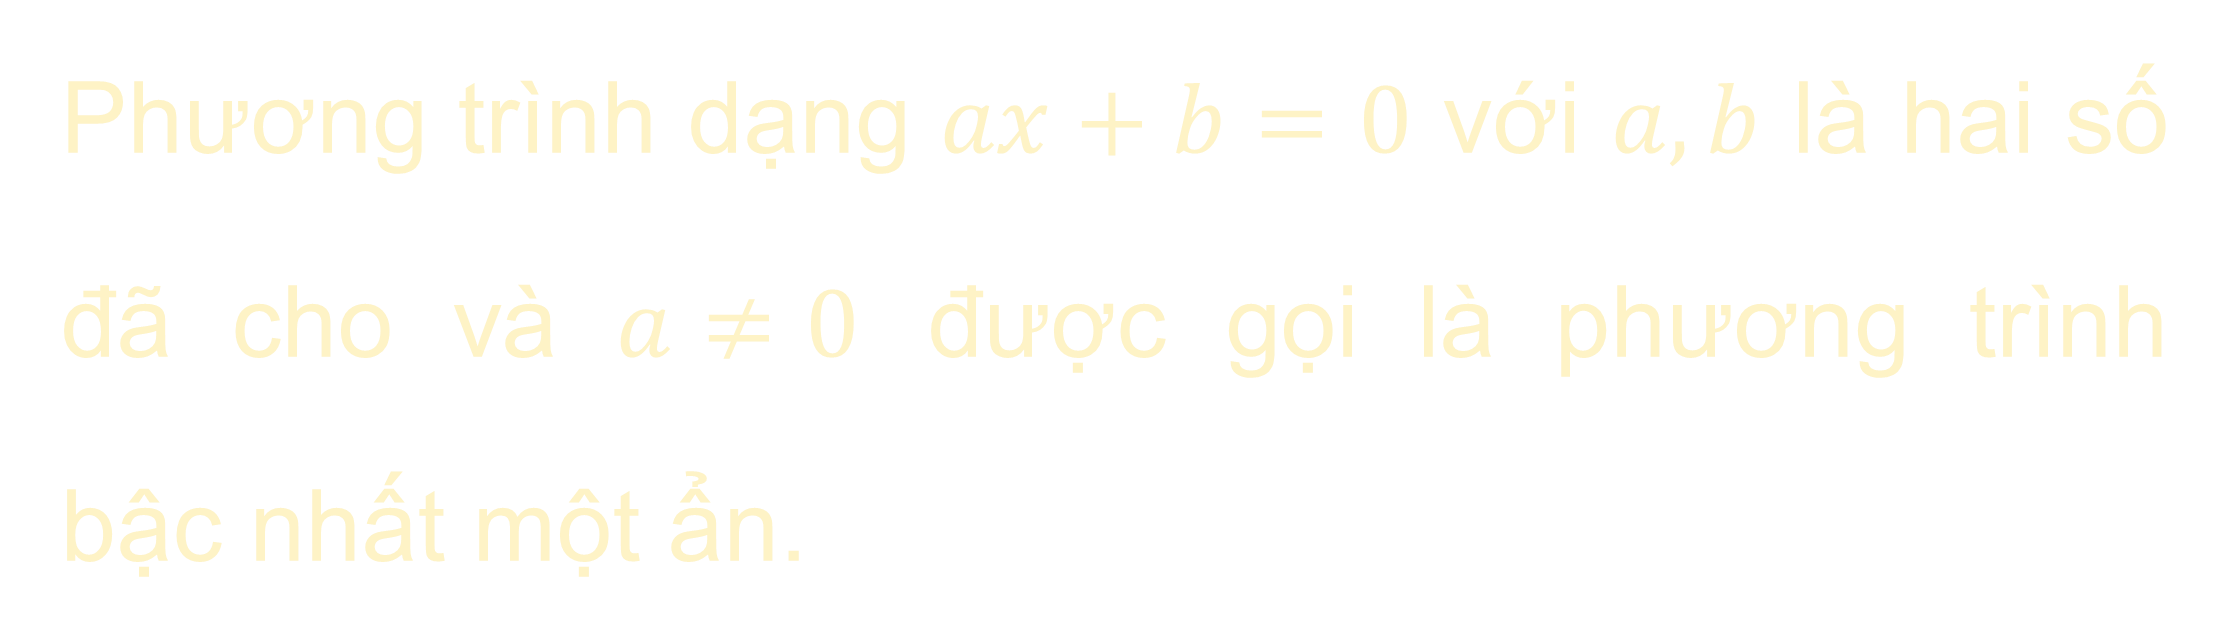 Phương trình dạng ax + b = 0 với a, b là hai số
đã cho và a ≠ 0 được gọi là phương trình
bậc nhất một ẩn.